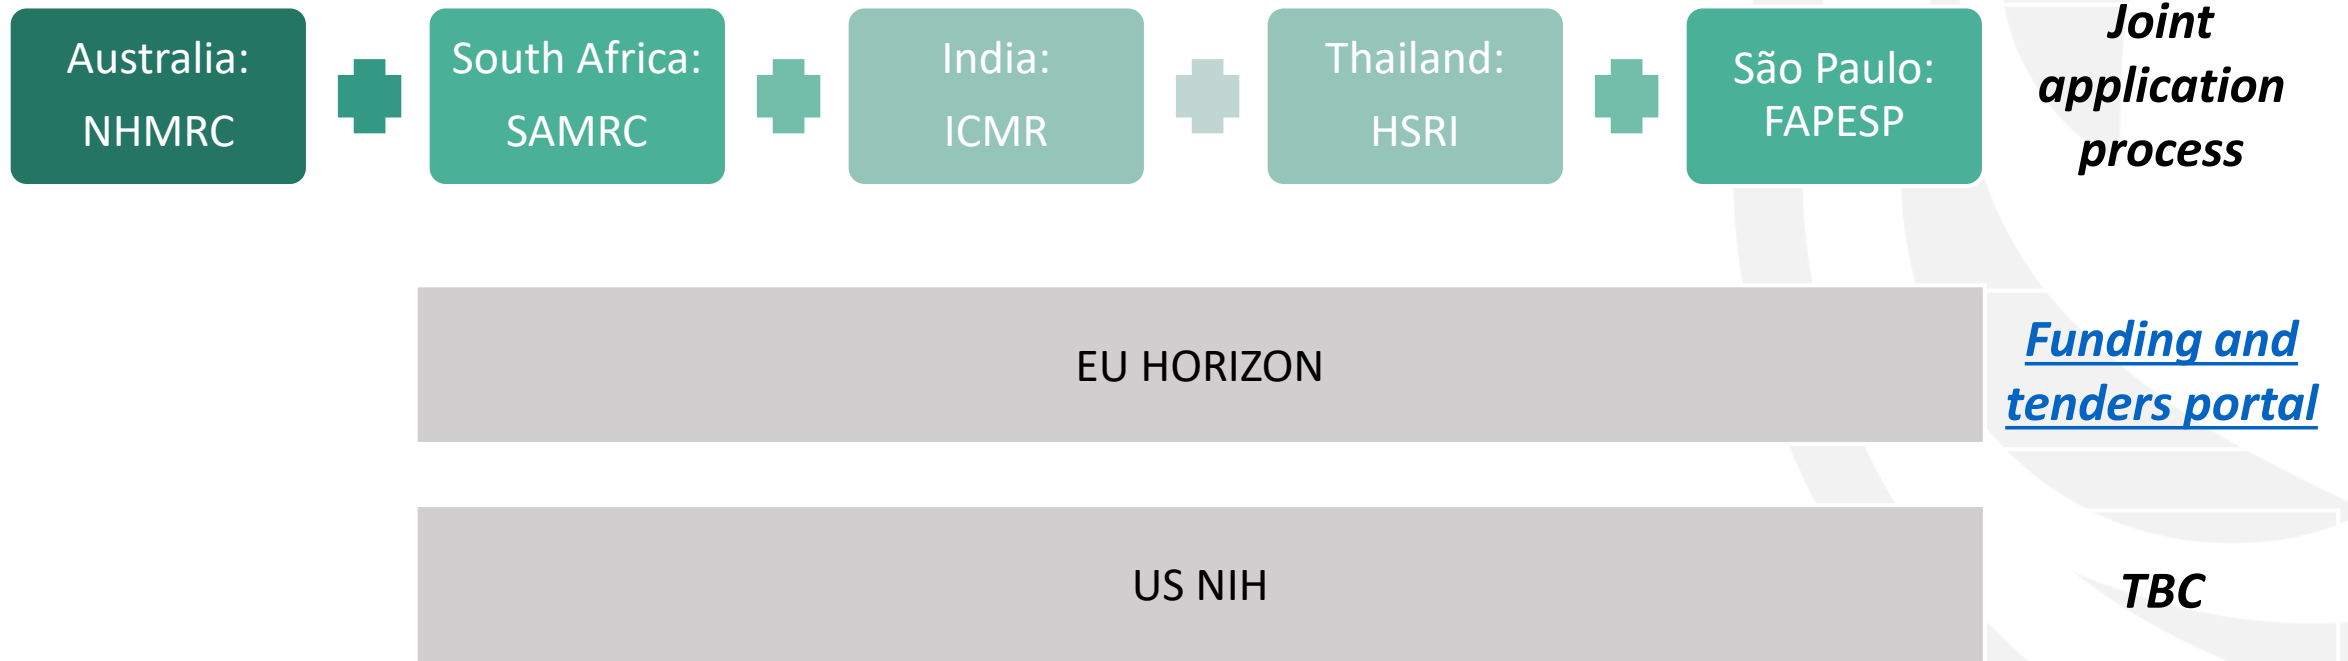 Australia:
NHMRC
South Africa:
SAMRC
India:
ICMR
Thailand:
HSRI
São Paulo:
FAPESP
Joint
application
process
EU HORIZON
Funding and
tenders portal
US NIH
TBC